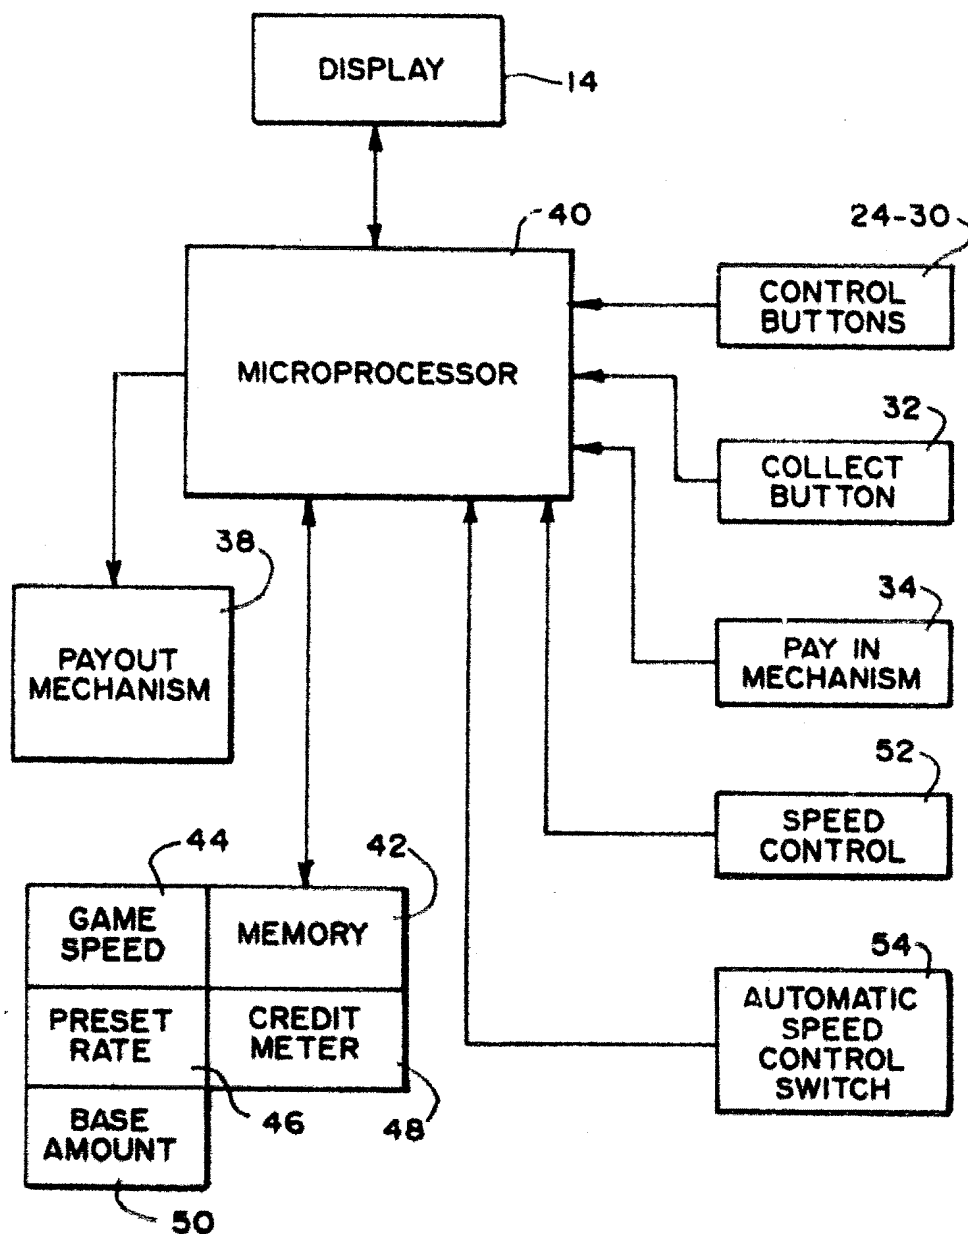 DISPLAY
14
40
24-30
CONTROL
BUTTONS
MICROPROCESSOR
32
COLLECT
BUTTON
38
PAYOUT
MECHANISM
34
PAY IN
MECHANISM
52
SPEED
CONTROL
44
42
GAME
SPEED
MEMORY
54
AUTOMATIC
SPEED
CONTROL
SWITCH
PRESET
RATE
CREDIT
METER
46
48
BASE
AMOUNT
50